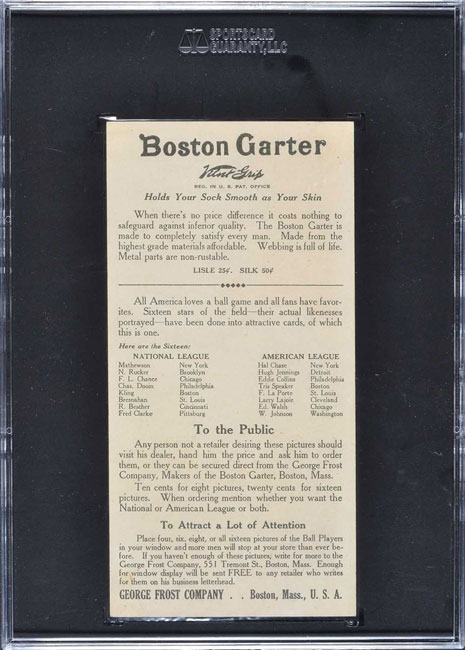 SPORTSCARD
GUARANTY, LLC
Boston Garter
Velvet Grip
REG. IN U. S. PAT. OFFICE
Holds Your Sock Smooth as Your Skin
When there's no price difference it costs nothing to
safeguard against inferior quality. The Boston Garter is
made to completely satisfy every man. Made from the
highest grade materials affordable. Webbing is full of life.
Metal parts are non-rustable.
LISLE 25¢. SILK 50¢
All America loves a ball game and all fans have favor-
ites. Sixteen stars of the field—their actual likenesses
portrayed—have been done into attractive cards, of which
this is one.
Here are the Sixteen:
NATIONAL LEAGUE
Mathewson New York
N. Rucker Brooklyn
F. L. Chance Chicago
Chas. Dooin Philadelphia
Kling Boston
Bresnahan St. Louis
R. Bescher Cincinnati
Fred Clarke Pittsburg
AMERICAN LEAGUE
Hal Chase New York
Hugh Jennings Detroit
Eddie Collins Philadelphia
Tris Speaker Boston
F. La Porte St. Louis
Larry Lajoie Cleveland
Ed. Walsh Chicago
W. Johnson Washington
To the Public
Any person not a retailer desiring these pictures should
visit his dealer, hand him the price and ask him to order
them, or they can be secured direct from the George Frost
Company, Makers of the Boston Garter, Boston, Mass.
Ten cents for eight pictures, twenty cents for sixteen
pictures. When ordering mention whether you want the
National or American League or both.
To Attract a Lot of Attention
Place four, six, eight, or all sixteen pictures of the Ball Players
in your window and more men will stop at your store than ever be-
fore. If you haven't enough of these pictures, write for more to the
George Frost Company, 551 Tremont St., Boston, Mass. Enough
for window display will be sent FREE to any retailer who writes
for them on his business letterhead.
GEORGE FROST COMPANY . . Boston, Mass., U. S. A.